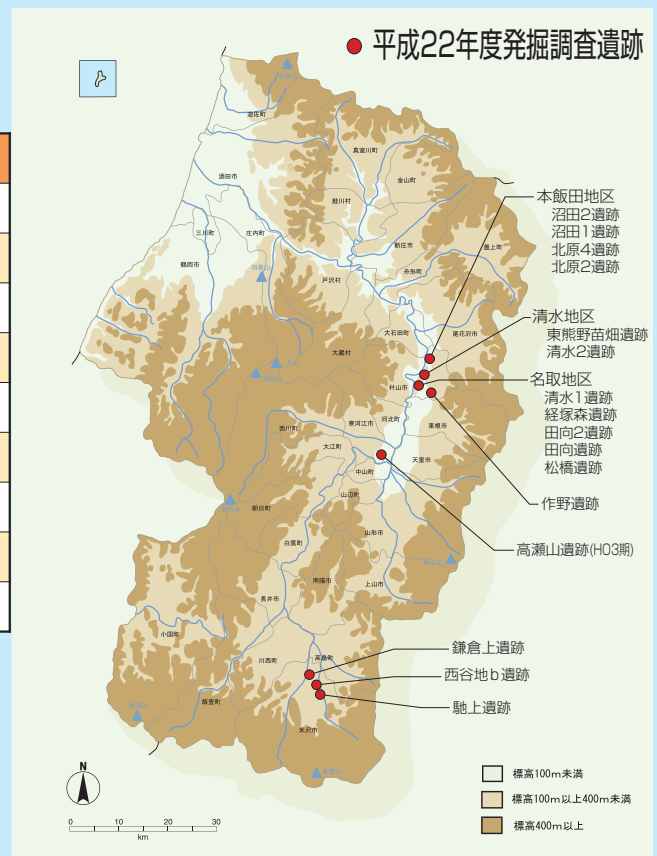 平成22年度発掘調査遺跡
遊佐町
真室川町
金山町
酒田市
鮭川村
三川町
庄内町
新庄市
最上町
鶴岡市
舟形町
戸沢村
大石田町
尾花沢市
大蔵村
村山市
河北町
寒河江市
西川町
東根市
大江町
天童市
中山町
山辺町
朝日町
山形市
白鷹町
南陽市
上山市
長井市
小国町
川西町
高畠町
飯豊町
米沢市
本飯田地区
沼田2遺跡
沼田1遺跡
北原4遺跡
北原2遺跡
清水地区
東熊野苗畑遺跡
清水2遺跡
名取地区
清水1遺跡
経塚森遺跡
田向2遺跡
田向遺跡
松橋遺跡
作野遺跡
高瀬山遺跡(HO3期)
鎌倉上遺跡
西谷地b遺跡
馳上遺跡
N
0 10 20 30
km
標高100m未満
標高100m以上400m未満
標高400m以上